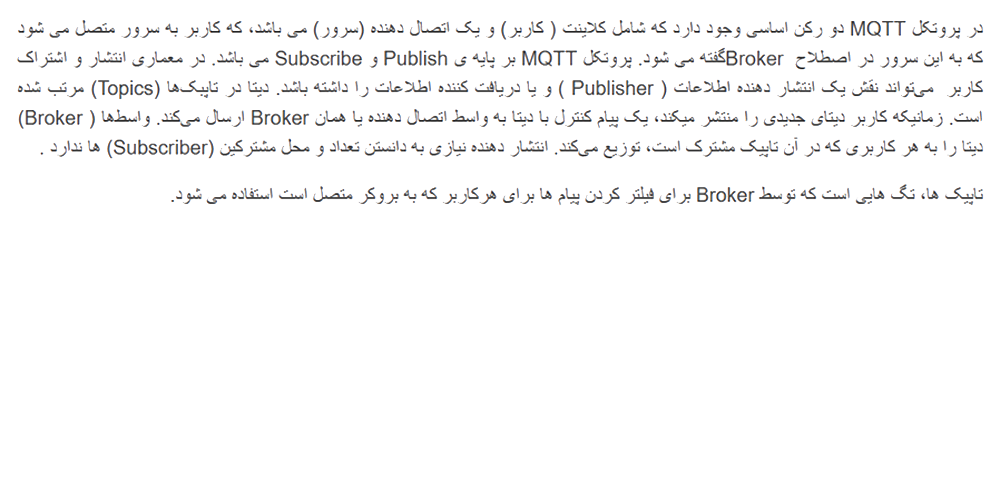 در پروتکل MQTT دو رکن اساسی وجود دارد که شامل کلاینت ( کاربر) و یک اتصال دهنده (سرور) می باشد، که کاربر به سرور متصل می شود
که به این سرور در اصطلاح Brokerگفته می شود. پروتکل MQTT بر پایه ی Publish و Subscribe می باشد. در معماری انتشار و اشتراک
کاربر می‌تواند نقش یک انتشار دهنده اطلاعات ( Publisher ) و یا دریافت کننده اطلاعات را داشته باشد. دیتا در تاپیک‌ها (Topics) مرتب شده
است. زمانیکه کاربر دیتای جدیدی را منتشر میکند، یک پیام کنترل با دیتا به واسط اتصال دهنده یا همان Broker ارسال می‌کند. واسط‌ها ( Broker)
دیتا را به هر کاربری که در آن تاپیک مشترک است، توزیع می‌کند. انتشار دهنده نیازی به دانستن تعداد و محل مشترکین (Subscriber) ها ندارد .
تاپیک ها، تگ هایی است که توسط Broker برای فیلتر کردن پیام ها برای هرکاربر که به بروکر متصل است استفاده می شود.